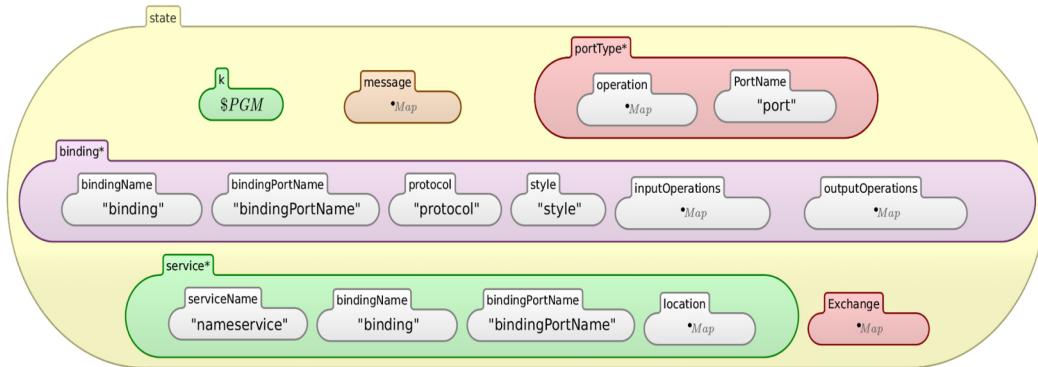 state
portType*
k
message
operation
PortName
$PGM
•Map
•Map
"port"
binding*
bindingName
bindingPortName
protocol
style
inputOperations
outputOperations
"binding"
"bindingPortName"
"protocol"
"style"
•Map
•Map
service*
serviceName
bindingName
bindingPortName
location
Exchange
"nameservice"
"binding"
"bindingPortName"
•Map
•Map